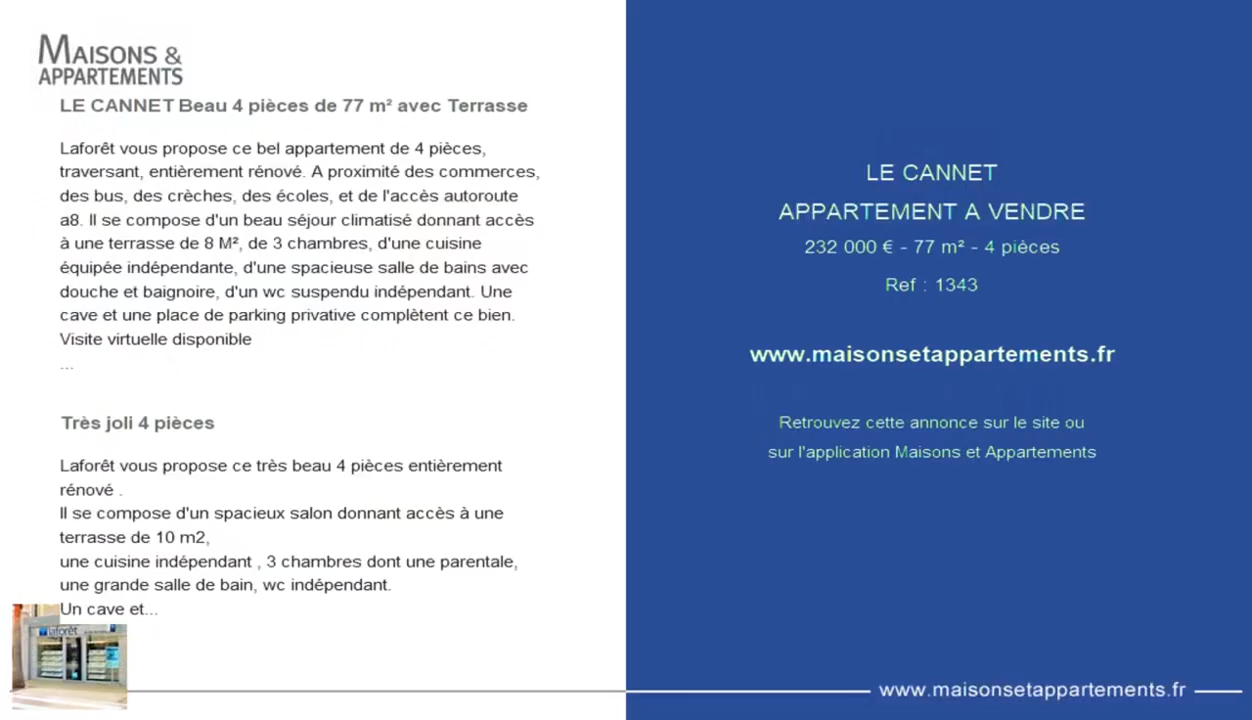 MAISONS &
APPARTEMENTS
LE CANNET Beau 4 pièces de 77 m² avec Terrasse
Laforêt vous propose ce bel appartement de 4 pièces,
traversant, entièrement rénové. A proximité des commerces,
des bus, des crèches, des écoles, et de l'accès autoroute
a8. Il se compose d'un beau séjour climatisé donnant accès
à une terrasse de 8 M², de 3 chambres, d'une cuisine
équipée indépendante, d'une spacieuse salle de bains avec
douche et baignoire, d'un wc suspendu indépendant. Une
cave et une place de parking privative complètent ce bien.
Visite virtuelle disponible
...
Très joli 4 pièces
Laforêt vous propose ce très beau 4 pièces entièrement
rénové .
Il se compose d'un spacieux salon donnant accès à une
terrasse de 10 m2,
une cuisine indépendant , 3 chambres dont une parentale,
une grande salle de bain, wc indépendant.
Un cave et...
laforêt
LE CANNET
APPARTEMENT A VENDRE
232 000 € - 77 m² - 4 pièces
Ref : 1343
www.maisonsetappartements.fr
Retrouvez cette annonce sur le site ou
sur l'application Maisons et Appartements
www.maisonsetappartements.fr